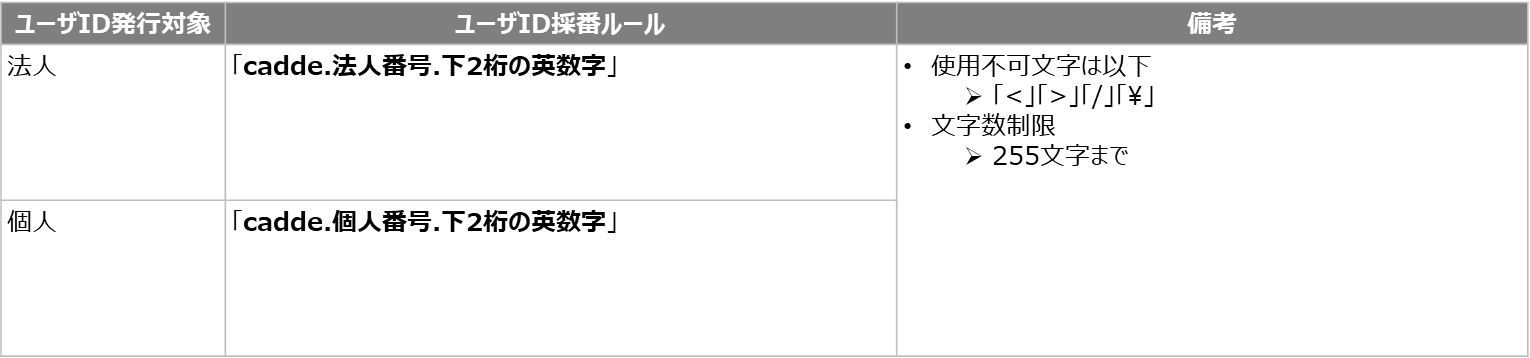 ユーザID発行対象 ユーザID採番ルール 備考
法人 「cadde.法人番号.下2桁の英数字」 • 使用不可文字は以下
➢ 「<」「>」「/」「¥」
• 文字数制限
➢ 255文字まで
個人 「cadde.個人番号.下2桁の英数字」